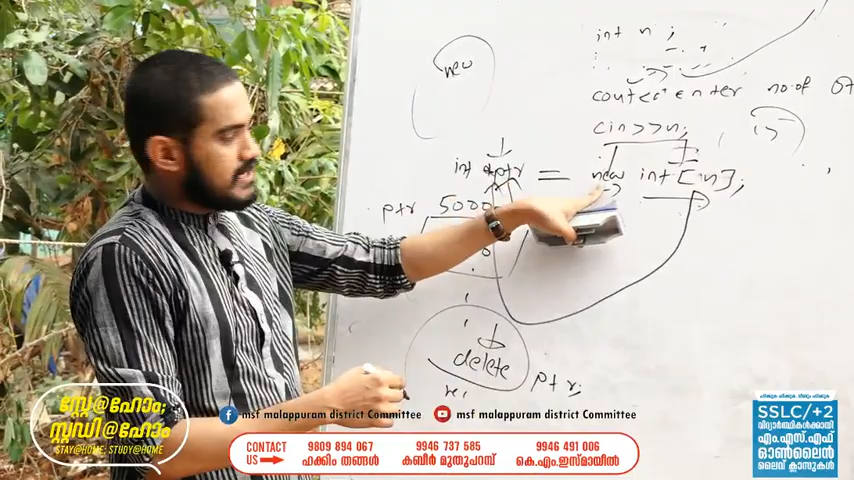 int n;
new
cout<< enter no. of
cin>>n;
int *ptr = new int [n];
ptr 5000
delete ptr;
സ്റ്റേ@ഹോം;
സ്റ്റഡി@ഹോം
STAY@HOME; STUDY@HOME
msf malappuram district Committee
msf malappuram district Committee
CONTACT US
9809 894 067
ഹക്കീം തങ്ങൾ
9946 737 585
കബീർ മുതുപറമ്പ്
9946 491 006
കെ.എം.ഇസ്മായീൽ
SSLC/+2
വിദ്യാർത്ഥികൾക്കായി
എം.എസ്.എഫ്
ഓൺലൈൻ
ലൈവ് ക്ലാസുകൾ